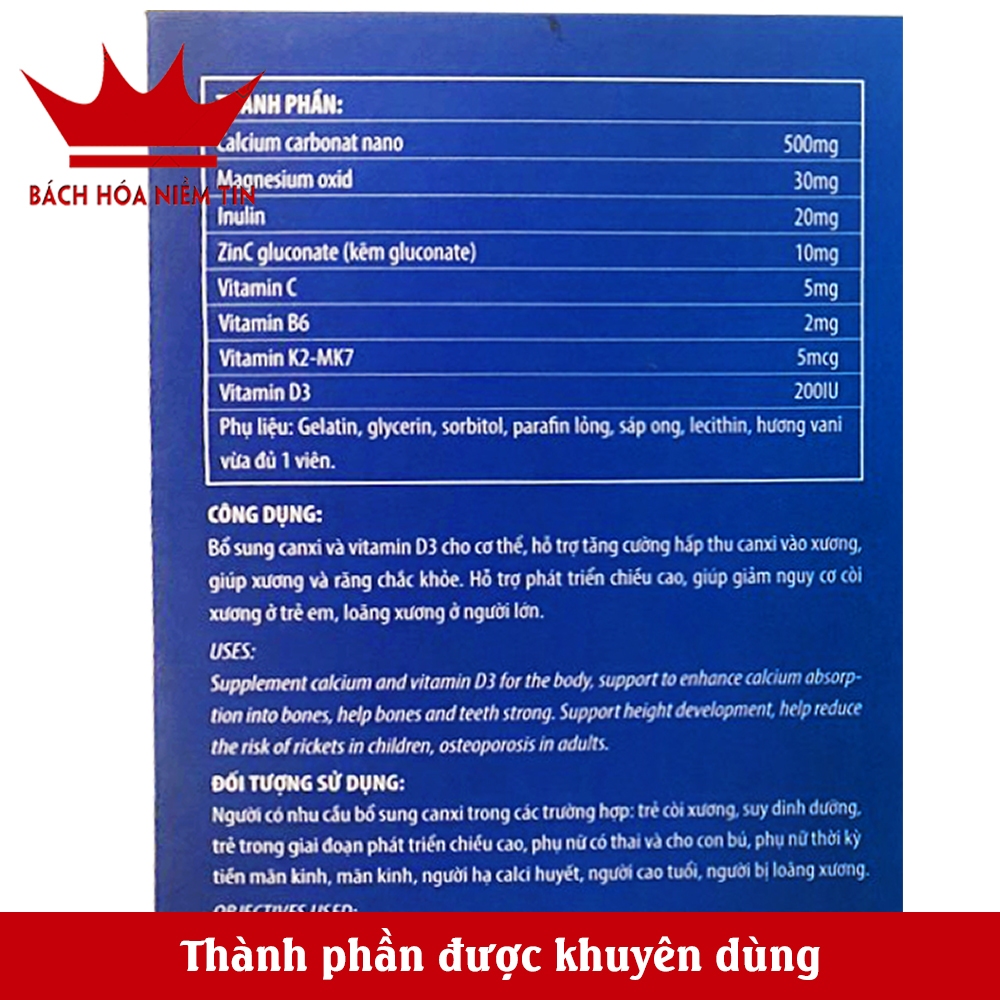 THÀNH PHẦN:
Calcium carbonat nano 500mg
Magnesium oxid 30mg
BÁCH HÓA NIỀM TIN
Inulin 20mg
ZinC gluconate (kẽm gluconate) 10mg
Vitamin C 5mg
Vitamin B6 2mg
Vitamin K2-MK7 5mcg
Vitamin D3 200IU
Phụ liệu: Gelatin, glycerin, sorbitol, parafin lỏng, sáp ong, lecithin, hương vani
vừa đủ 1 viên.
CÔNG DỤNG:
Bổ sung canxi và vitamin D3 cho cơ thể, hỗ trợ tăng cường hấp thu canxi vào xương,
giúp xương và răng chắc khỏe. Hỗ trợ phát triển chiều cao, giúp giảm nguy cơ còi
xương ở trẻ em, loãng xương ở người lớn.
USES:
Supplement calcium and vitamin D3 for the body, support to enhance calcium absorp-
tion into bones, help bones and teeth strong. Support height development, help reduce
the risk of rickets in children, osteoporosis in adults.
ĐỐI TƯỢNG SỬ DỤNG:
Người có nhu cầu bổ sung canxi trong các trường hợp: trẻ còi xương, suy dinh dưỡng,
trẻ trong giai đoạn phát triển chiều cao, phụ nữ có thai và cho con bú, phụ nữ thời kỳ
tiền mãn kinh, mãn kinh, người hạ calci huyết, người cao tuổi, người bị loãng xương.
OBJECTIVES USED:
Thành phần được khuyên dùng